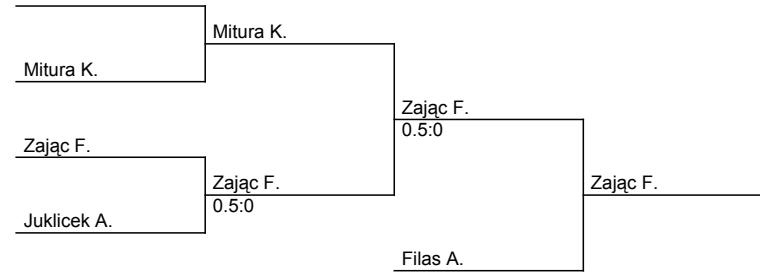 Mitura K.
Mitura K.
Zając F.
0.5:0
Zając F.
Zając F.
0.5:0
Zając F.
Juklicek A.
Filas A.